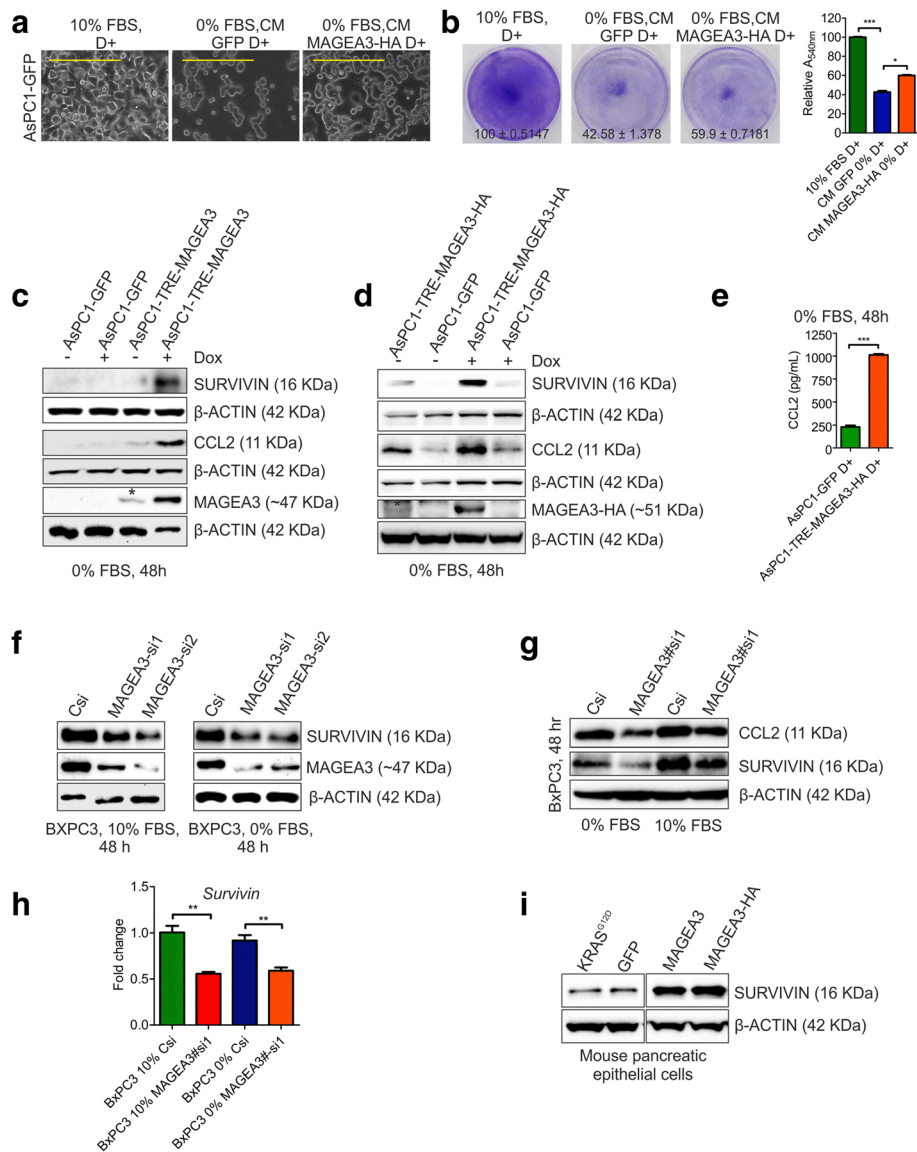 a
10% FBS,
D+
0% FBS,CM
GFP D+
0% FBS,CM
MAGEA3-HA D+
AsPC1-GFP
b
10% FBS,
D+
0% FBS,CM
GFP D+
0% FBS,CM
MAGEA3-HA D+
100 ± 0.5147
42.58 ± 1.378
59.9 ± 0.7181
Relative A540nm
120
100
80
60
40
20
0
***
*
10% FBS D+
CM GFP 0% D+
CM MAGEA3-HA 0% D+
c
AsPC1-GFP
AsPC1-GFP
AsPC1-TRE-MAGEA3
AsPC1-TRE-MAGEA3
- + - + Dox
SURVIVIN (16 KDa)
β-ACTIN (42 KDa)
CCL2 (11 KDa)
β-ACTIN (42 KDa)
*
MAGEA3 (~47 KDa)
β-ACTIN (42 KDa)
0% FBS, 48h
d
AsPC1-TRE-MAGEA3-HA
AsPC1-GFP
AsPC1-TRE-MAGEA3-HA
AsPC1-GFP
- - + + Dox
SURVIVIN (16 KDa)
β-ACTIN (42 KDa)
CCL2 (11 KDa)
β-ACTIN (42 KDa)
*
MAGEA3-HA (~51 KDa)
β-ACTIN (42 KDa)
0% FBS, 48h
e
0% FBS, 48h
CCL2 (pg/mL)
1250
1000
750
500
250
0
***
AsPC1-GFP D+
AsPC1-TRE-MAGEA3-HA D+
f
Csi
MAGEA3-si1
MAGEA3-si2
Csi
MAGEA3-si1
MAGEA3-si2
SURVIVIN (16 KDa)
MAGEA3 (~47 KDa)
β-ACTIN (42 KDa)
BXPC3, 10% FBS,
48 h
BXPC3, 0% FBS,
48 h
g
Csi
MAGEA3#si1
Csi
MAGEA3#si1
BxPC3, 48 hr
CCL2 (11 KDa)
SURVIVIN (16 KDa)
β-ACTIN (42 KDa)
0% FBS
10% FBS
h
Survivin
Fold change
1.5
1.0
0.5
0.0
**
**
BxPC3 10% Csi
BxPC3 10% MAGEA3#si1
BxPC3 0% Csi
BxPC3 0% MAGEA3#-si1
i
KRASG12D
GFP
MAGEA3
MAGEA3-HA
SURVIVIN (16 KDa)
β-ACTIN (42 KDa)
Mouse pancreatic
epithelial cells